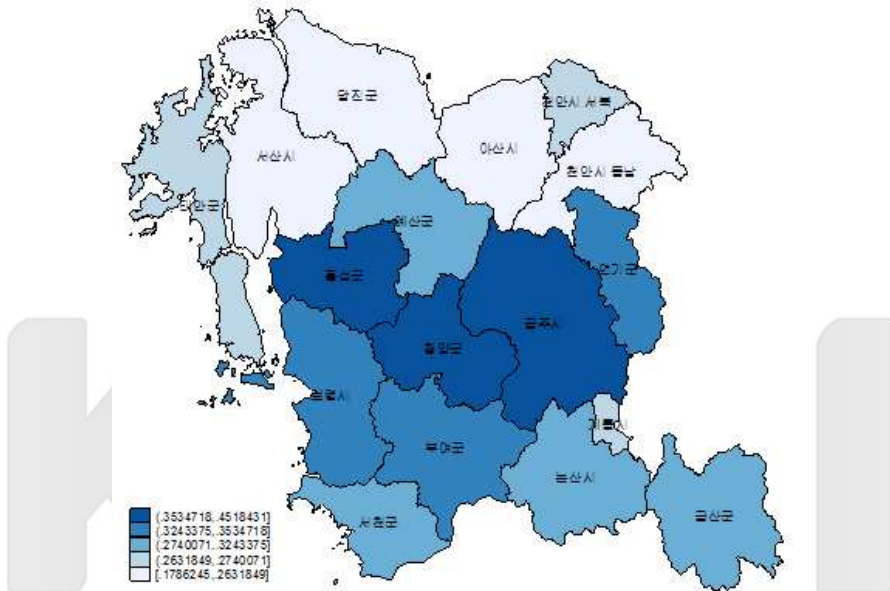 당진군
천안시 서북
아산시
서산시
천안시 동남
태안군
예산군
연기군
홍성군
공주시
청양군
보령시
계룡시
부여군
논산시
서천군
금산군
(.3534718,.4518431]
(.3243375,.3534718]
(.2740071,.3243375]
(.2631849,.2740071]
[.1786245,.2631849]